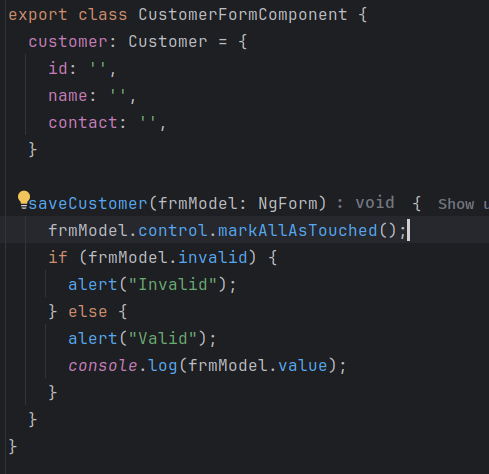 export class CustomerFormComponent {
  customer: Customer = {
    id: '',
    name: '',
    contact: '',
  }
  saveCustomer(frmModel: NgForm) : void {  Show u
    frmModel.control.markAllAsTouched();
    if (frmModel.invalid) {
      alert("Invalid");
    } else {
      alert("Valid");
      console.log(frmModel.value);
    }
  }
}